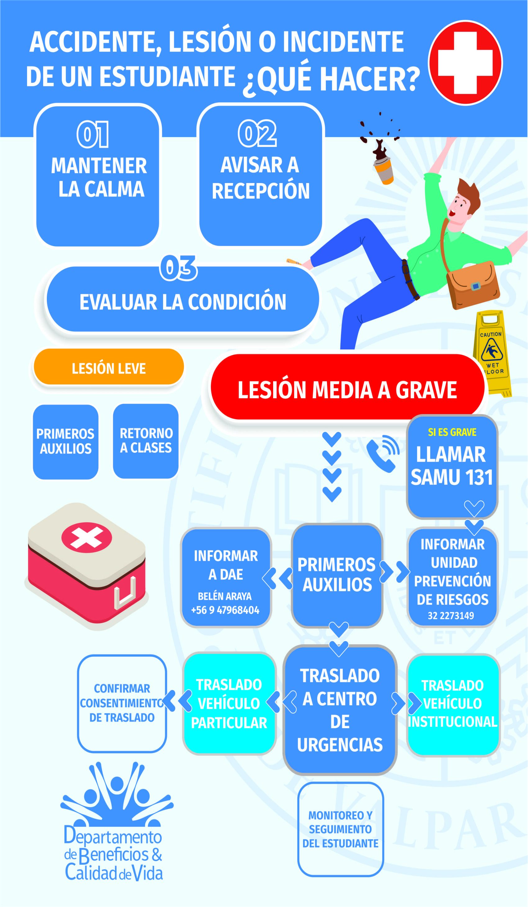 ACCIDENTE, LESIÓN O INCIDENTE
DE UN ESTUDIANTE ¿QUÉ HACER?
01
MANTENER
LA CALMA
02
AVISAR A
RECEPCIÓN
03
EVALUAR LA CONDICIÓN
CAUTION
WET
FLOOR
LESIÓN LEVE
LESIÓN MEDIA A GRAVE
PRIMEROS
AUXILIOS
RETORNO
A CLASES
SI ES GRAVE
LLAMAR
SAMU 131
INFORMAR
A DAE
BELÉN ARAYA
+56 9 47968404
PRIMEROS
AUXILIOS
INFORMAR
UNIDAD
PREVENCIÓN
DE RIESGOS
32 2273149
CONFIRMAR
CONSENTIMIENTO
DE TRASLADO
TRASLADO
VEHÍCULO
PARTICULAR
TRASLADO
A CENTRO
DE
URGENCIAS
TRASLADO
VEHÍCULO
INSTITUCIONAL
MONITOREO Y
SEGUIMIENTO
DEL ESTUDIANTE
Departamento
de Beneficios &
Calidad de Vida